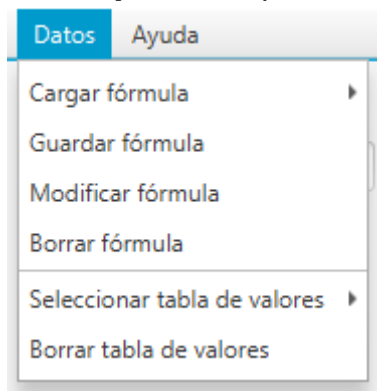 Datos Ayuda
Cargar fórmula
Guardar fórmula
Modificar fórmula
Borrar fórmula
Seleccionar tabla de valores
Borrar tabla de valores